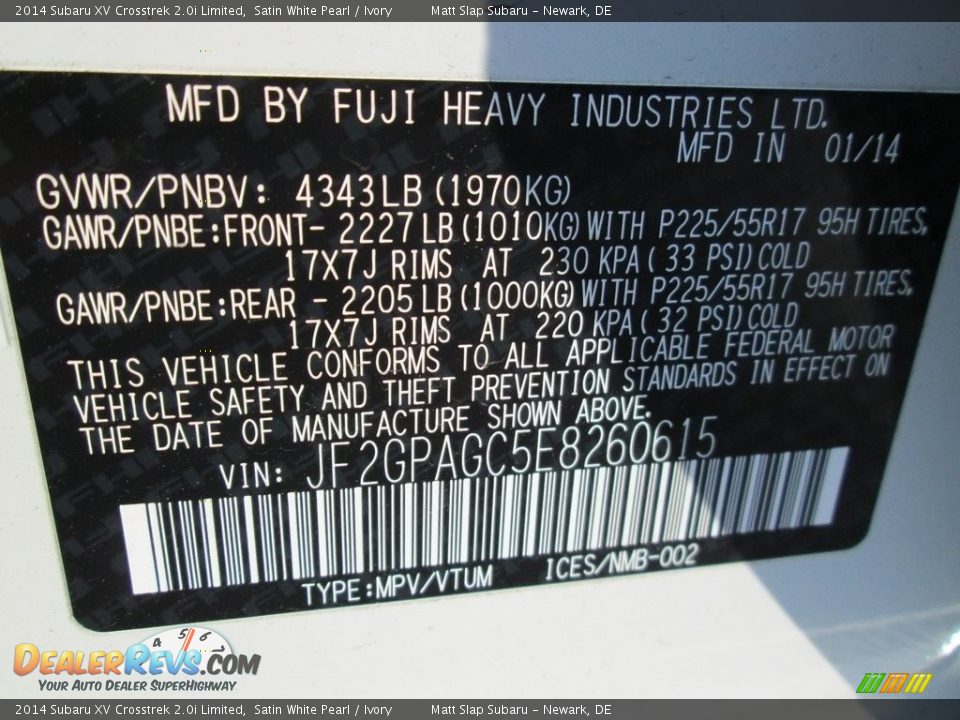 2014 Subaru XV Crosstrek 2.0i Limited, Satin White Pearl / Ivory Matt Slap Subaru - Newark, DE
MFD BY FUJI HEAVY INDUSTRIES LTD.
MFD IN 01/14
GVWR/PNBV: 4343LB (1970KG)
GAWR/PNBE:FRONT- 2227LB(1010KG)WITH P225/55R17 95H TIRES,
17X7J RIMS AT 230 KPA(33 PSI)COLD
GAWR/PNBE:REAR - 2205LB(1000KG)WITH P225/55R17 95H TIRES,
17X7J RIMS AT 220 KPA(32 PSI)COLD
THIS VEHICLE CONFORMS TO ALL APPLICABLE FEDERAL MOTOR
VEHICLE SAFETY AND THEFT PREVENTION STANDARDS IN EFFECT ON
THE DATE OF MANUFACTURE SHOWN ABOVE.
VIN: JF2GPAGC5E8260615
TYPE:MPV/VTUM ICES/NMB-002
4 5 6
DEALERREVS.COM
YOUR AUTO DEALER SUPERHIGHWAY
2014 Subaru XV Crosstrek 2.0i Limited, Satin White Pearl / Ivory Matt Slap Subaru - Newark, DE